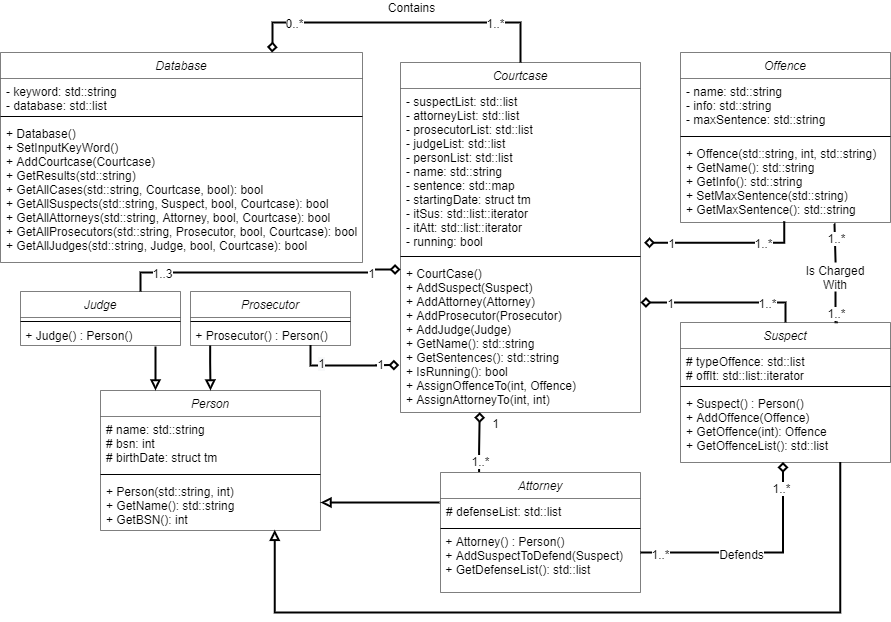 Contains
0..*
1..*
Database
- keyword: std::string
- database: std::list
+ Database()
+ SetInputKeyWord()
+ AddCourtcase(Courtcase)
+ GetResults(std::string)
+ GetAllCases(std::string, Courtcase, bool): bool
+ GetAllSuspects(std::string, Suspect, bool, Courtcase): bool
+ GetAllAttorneys(std::string, Attorney, bool, Courtcase): bool
+ GetAllProsecutors(std::string, Prosecutor, bool, Courtcase): bool
+ GetAllJudges(std::string, Judge, bool, Courtcase): bool
Courtcase
- suspectList: std::list
- attorneyList: std::list
- prosecutorList: std::list
- judgeList: std::list
- personList: std::list
- name: std::string
- sentence: std::map
- startingDate: struct tm
- itSus: std::list::iterator
- itAtt: std::list::iterator
- running: bool
+ CourtCase()
+ AddSuspect(Suspect)
+ AddAttorney(Attorney)
+ AddProsecutor(Prosecutor)
+ AddJudge(Judge)
+ GetName(): std::string
+ GetSentences(): std::string
+ IsRunning(): bool
+ AssignOffenceTo(int, Offence)
+ AssignAttorneyTo(int, int)
Offence
- name: std::string
- info: std::string
- maxSentence: std::string
+ Offence(std::string, int, std::string)
+ GetName(): std::string
+ GetInfo(): std::string
+ SetMaxSentence(std::string)
+ GetMaxSentence(): std::string
1
1..*
1..*
Is Charged
With
1..*
1
1..*
1..3
1
Judge
+ Judge() : Person()
Prosecutor
+ Prosecutor() : Person()
1
1
Suspect
# typeOffence: std::list
# offIt: std::list::iterator
+ Suspect() : Person()
+ AddOffence(Offence)
+ GetOffence(int): Offence
+ GetOffenceList(): std::list
Person
# name: std::string
# bsn: int
# birthDate: struct tm
+ Person(std::string, int)
+ GetName(): std::string
+ GetBSN(): int
1
1..*
Attorney
# defenseList: std::list
+ Attorney() : Person()
+ AddSuspectToDefend(Suspect)
+ GetDefenseList(): std::list
1..*
1..*
Defends